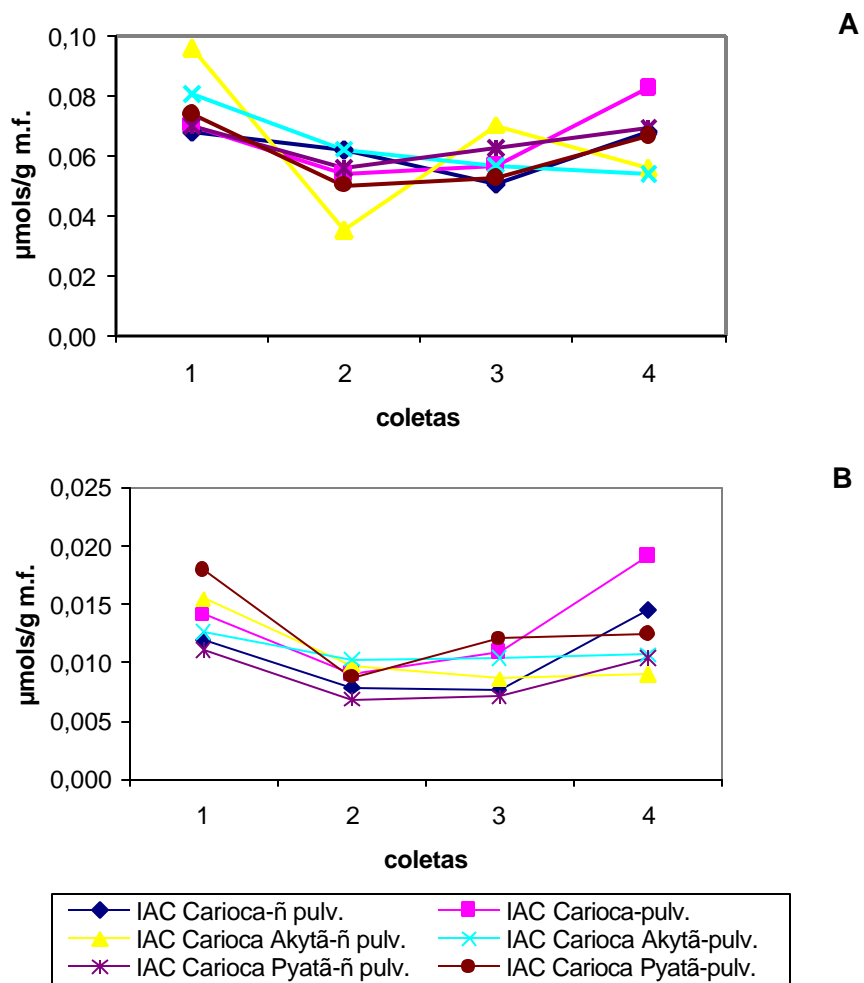 A
µmols/g m.f.
0,10
0,08
0,06
0,04
0,02
0,00
1 2 3 4
coletas
B
µmols/g m.f.
0,025
0,020
0,015
0,010
0,005
0,000
1 2 3 4
coletas
IAC Carioca-ñ pulv. IAC Carioca-pulv.
IAC Carioca Akytã-ñ pulv. IAC Carioca Akytã-pulv.
IAC Carioca Pyatã-ñ pulv. IAC Carioca Pyatã-pulv.